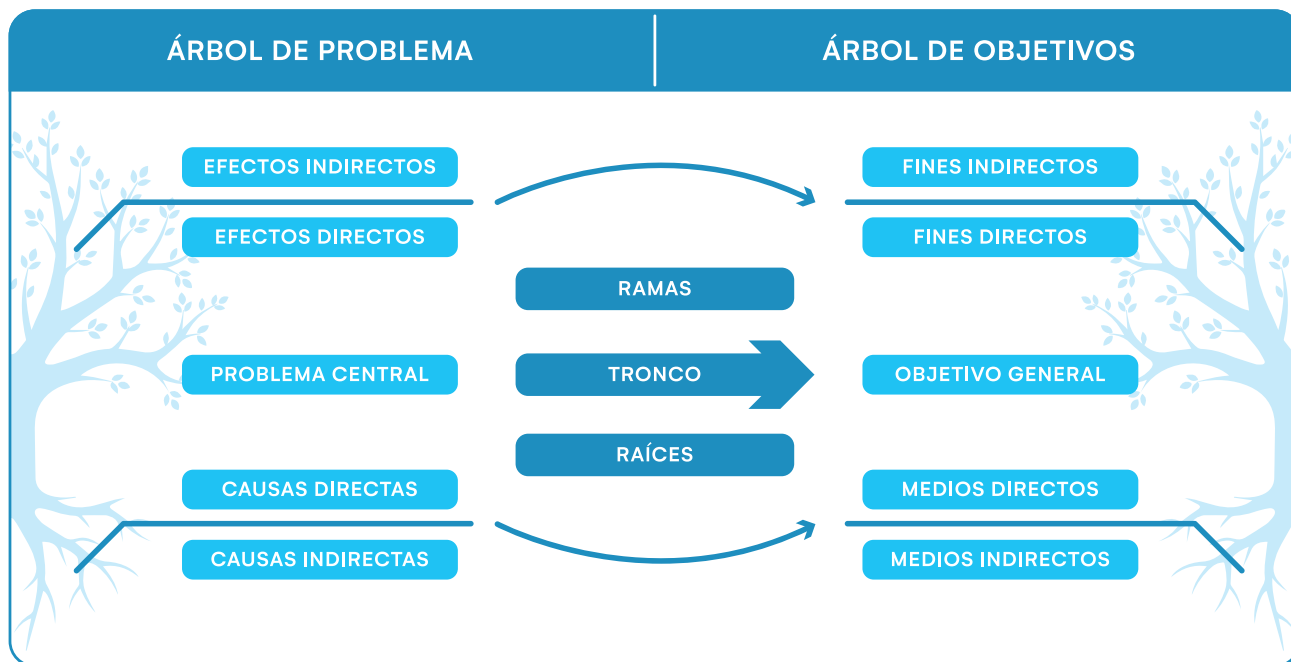 ÁRBOL DE PROBLEMA
ÁRBOL DE OBJETIVOS
EFECTOS INDIRECTOS
EFECTOS DIRECTOS
PROBLEMA CENTRAL
CAUSAS DIRECTAS
CAUSAS INDIRECTAS
RAMAS
TRONCO
RAÍCES
FINES INDIRECTOS
FINES DIRECTOS
OBJETIVO GENERAL
MEDIOS DIRECTOS
MEDIOS INDIRECTOS